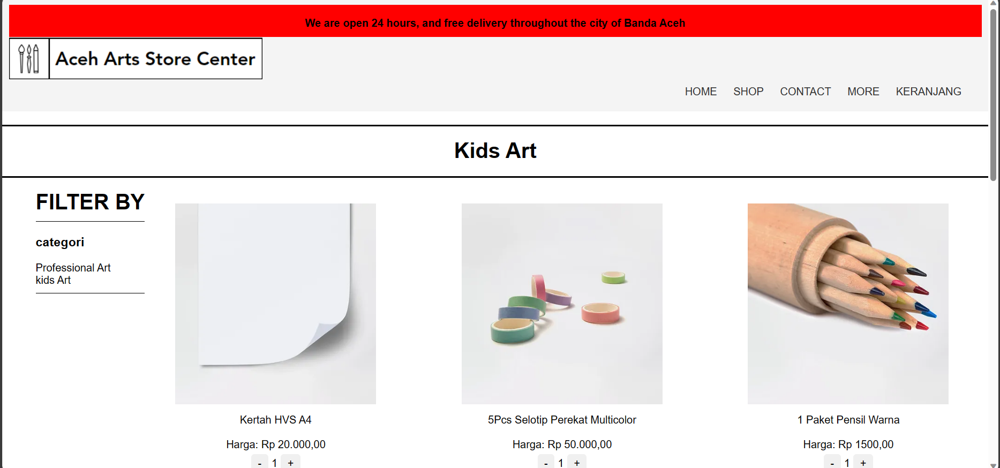 We are open 24 hours, and free delivery throughout the city of Banda Aceh
Aceh Arts Store Center
HOME SHOP CONTACT MORE KERANJANG
Kids Art
FILTER BY
categori
Professional Art
kids Art
Kertah HVS A4
Harga: Rp 20.000,00
- 1 +
5Pcs Selotip Perekat Multicolor
Harga: Rp 50.000,00
- 1 +
1 Paket Pensil Warna
Harga: Rp 1500,00
- 1 +